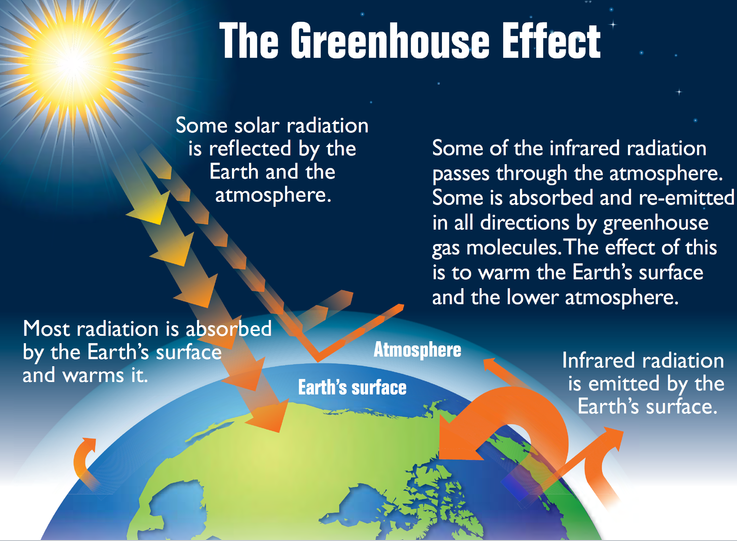 The Greenhouse Effect
Some solar radiation
is reflected by the
Earth and the
atmosphere.
Some of the infrared radiation
passes through the atmosphere.
Some is absorbed and re-emitted
in all directions by greenhouse
gas molecules. The effect of this
is to warm the Earth's surface
and the lower atmosphere.
Most radiation is absorbed
by the Earth's surface
and warms it.
Atmosphere
Earth's surface
Infrared radiation
is emitted by the
Earth's surface.